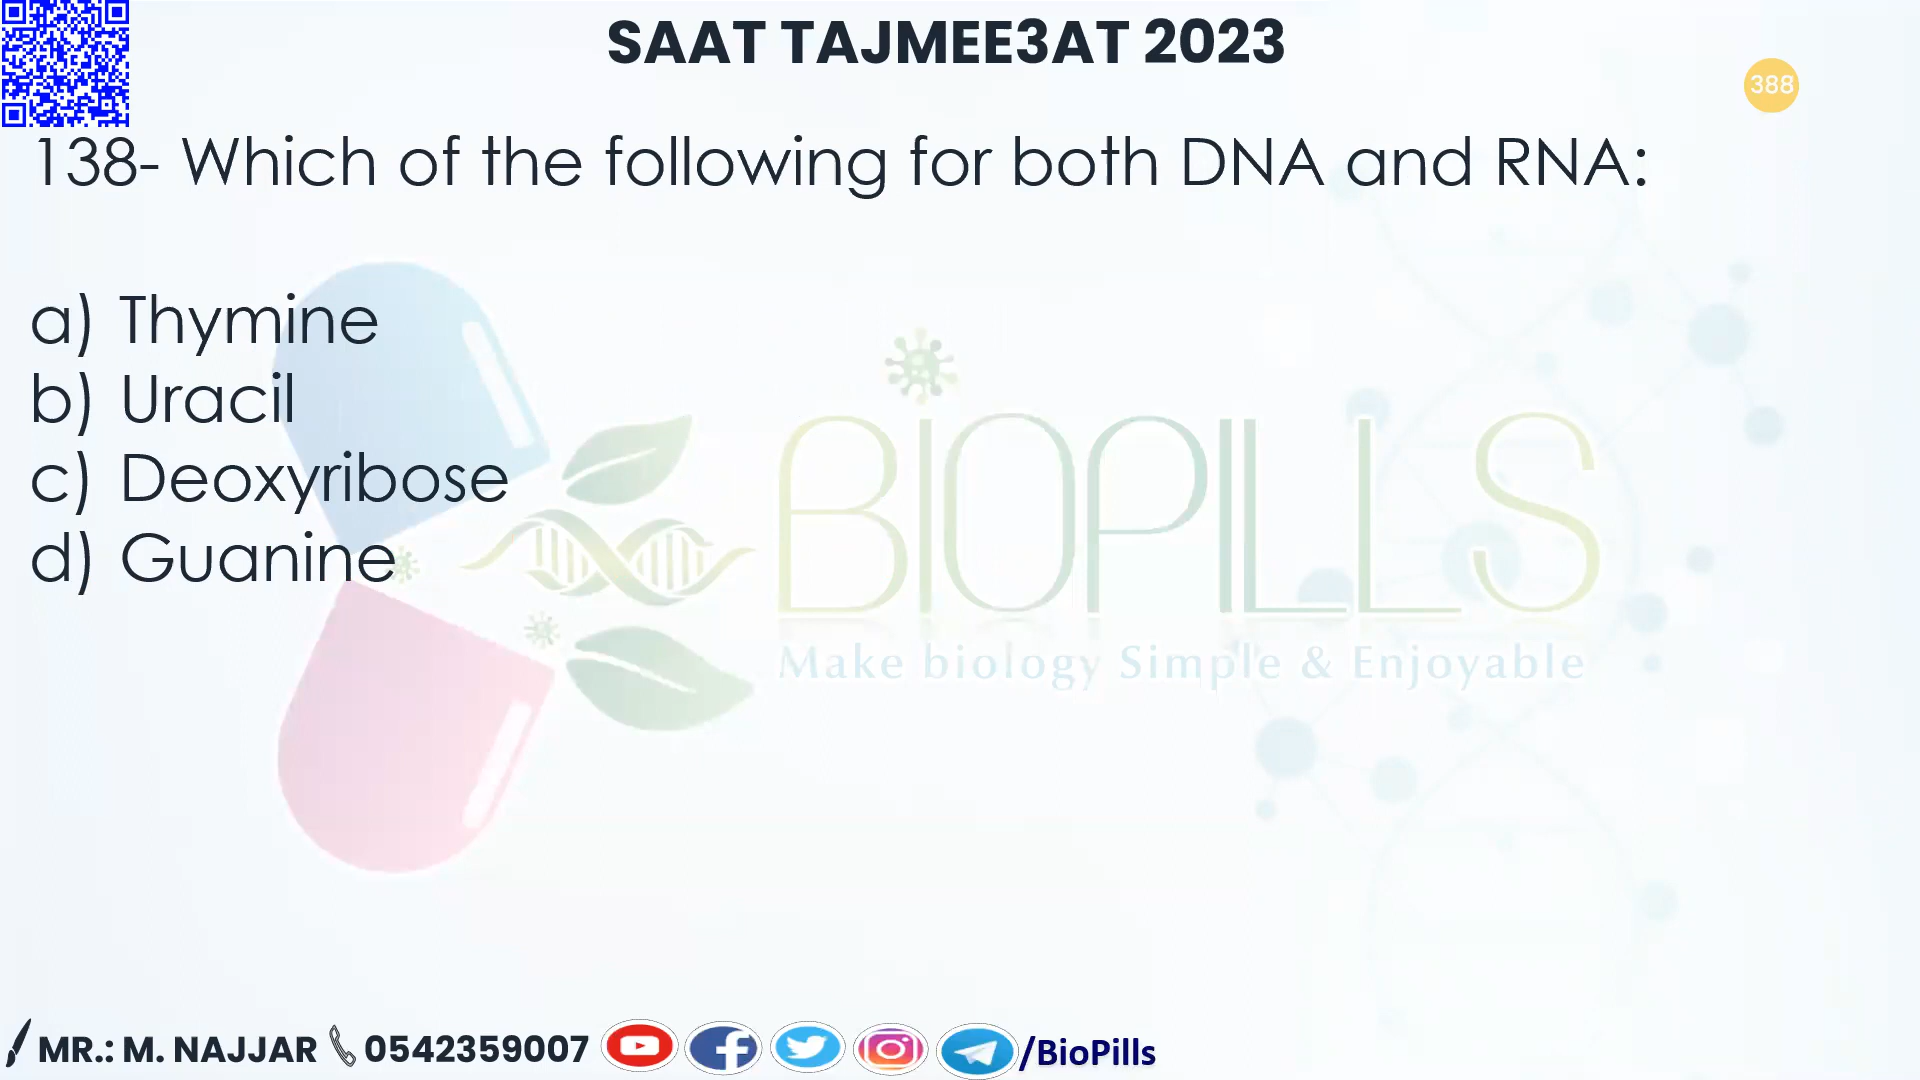 SAAT TAJMEE3AT 2023
388
138- Which of the following for both DNA and RNA:
a) Thymine
b) Uracil
c) Deoxyribose
d) Guanine
BIOPILLS
Make biology Simple & Enjoyable
MR.: M. NAJJAR 0542359007 /BioPills